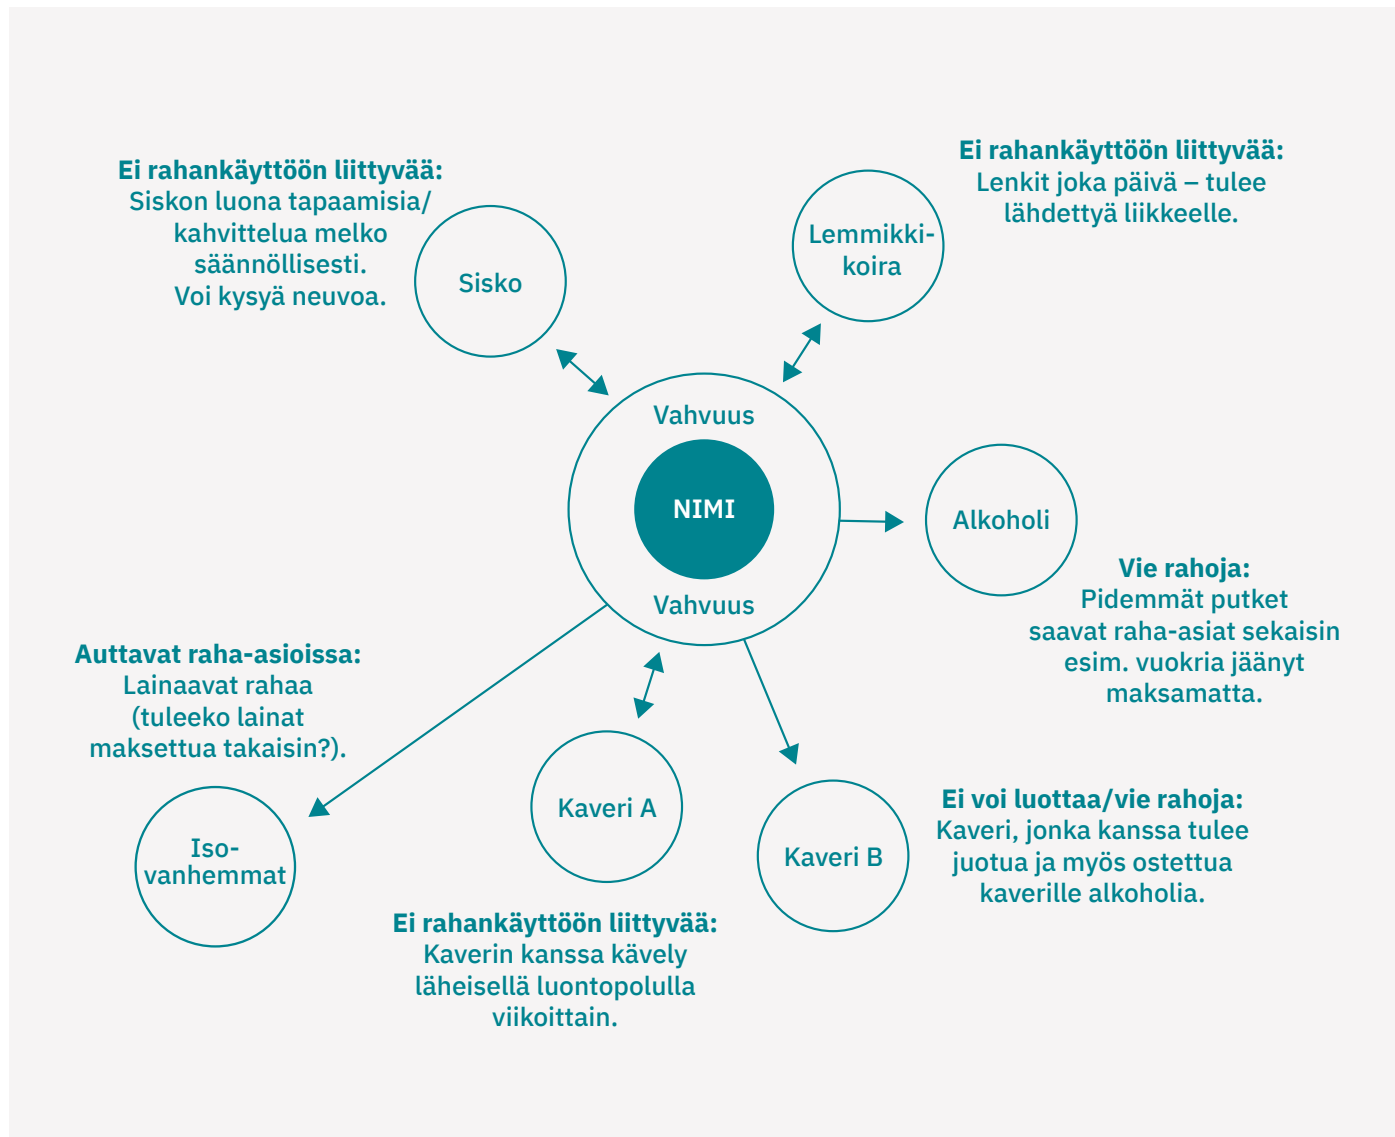 Ei rahankäyttöön liittyvää:
Siskon luona tapaamisia/
kahvittelua melko
säännöllisesti.
Voi kysyä neuvoa.
Sisko
Ei rahankäyttöön liittyvää:
Lenkit joka päivä – tulee
lähdettyä liikkeelle.
Lemmikki-
koira
Vahvuus
NIMI
Vahvuus
Alkoholi
Vie rahoja:
Pidemmät putket
saavat raha-asiat sekaisin
esim. vuokria jäänyt
maksamatta.
Auttavat raha-asioissa:
Lainaavat rahaa
(tuleeko lainat
maksettua takaisin?).
Iso-
vanhemmat
Kaveri A
Ei rahankäyttöön liittyvää:
Kaverin kanssa kävely
läheisellä luontopolulla
viikoittain.
Kaveri B
Ei voi luottaa/vie rahoja:
Kaveri, jonka kanssa tulee
juotua ja myös ostettua
kaverille alkoholia.